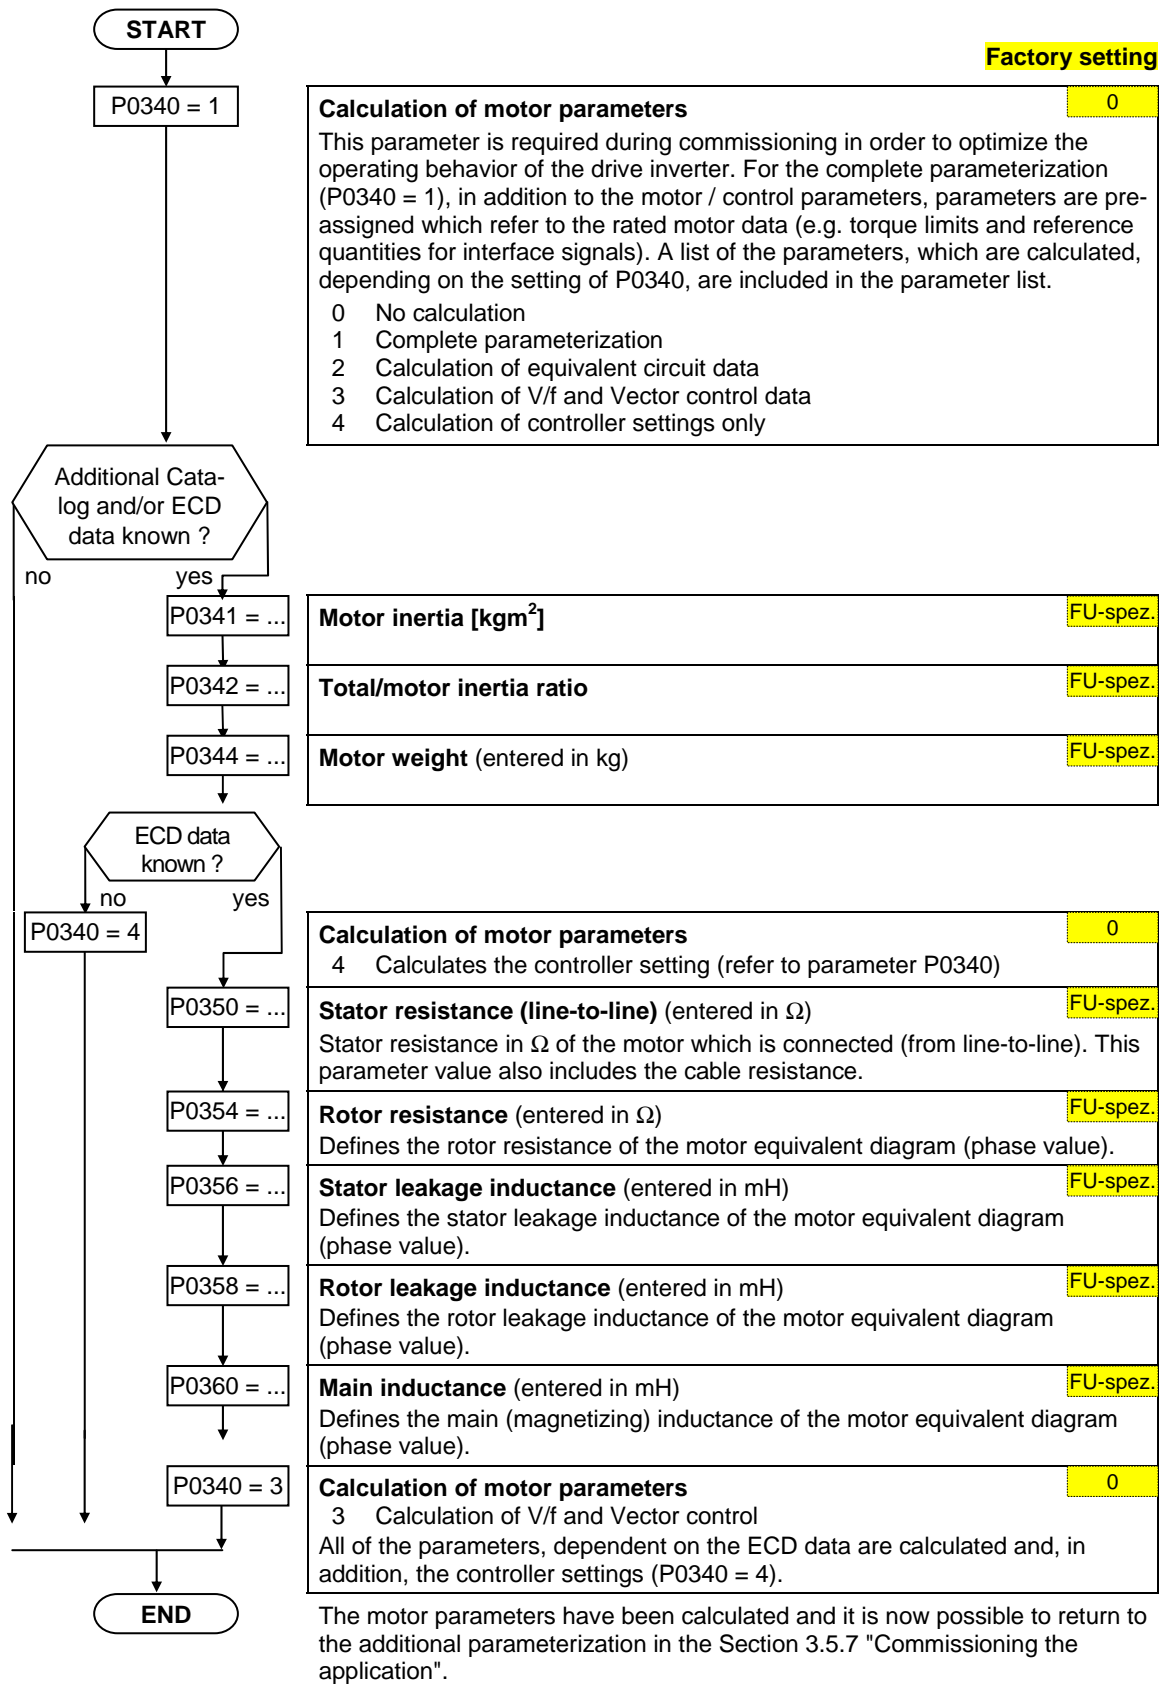 START
Factory setting
P0340 = 1
Calculation of motor parameters
0
This parameter is required during commissioning in order to optimize the
operating behavior of the drive inverter. For the complete parameterization
(P0340 = 1), in addition to the motor / control parameters, parameters are pre-
assigned which refer to the rated motor data (e.g. torque limits and reference
quantities for interface signals). A list of the parameters, which are calculated,
depending on the setting of P0340, are included in the parameter list.
0 No calculation
1 Complete parameterization
2 Calculation of equivalent circuit data
3 Calculation of V/f and Vector control data
4 Calculation of controller settings only
Additional Cata-
log and/or ECD
data known ?
no
yes
P0341 = ...
Motor inertia [kgm²]
FU-spez.
P0342 = ...
Total/motor inertia ratio
FU-spez.
P0344 = ...
Motor weight (entered in kg)
FU-spez.
ECD data
known ?
no
yes
P0340 = 4
Calculation of motor parameters
0
4 Calculates the controller setting (refer to parameter P0340)
P0350 = ...
Stator resistance (line-to-line) (entered in Ω)
FU-spez.
Stator resistance in Ω of the motor which is connected (from line-to-line). This
parameter value also includes the cable resistance.
P0354 = ...
Rotor resistance (entered in Ω)
FU-spez.
Defines the rotor resistance of the motor equivalent diagram (phase value).
P0356 = ...
Stator leakage inductance (entered in mH)
FU-spez.
Defines the stator leakage inductance of the motor equivalent diagram
(phase value).
P0358 = ...
Rotor leakage inductance (entered in mH)
FU-spez.
Defines the rotor leakage inductance of the motor equivalent diagram
(phase value).
P0360 = ...
Main inductance (entered in mH)
FU-spez.
Defines the main (magnetizing) inductance of the motor equivalent diagram
(phase value).
P0340 = 3
Calculation of motor parameters
0
3 Calculation of V/f and Vector control
All of the parameters, dependent on the ECD data are calculated and, in
addition, the controller settings (P0340 = 4).
END
The motor parameters have been calculated and it is now possible to return to
the additional parameterization in the Section 3.5.7 "Commissioning the
application".